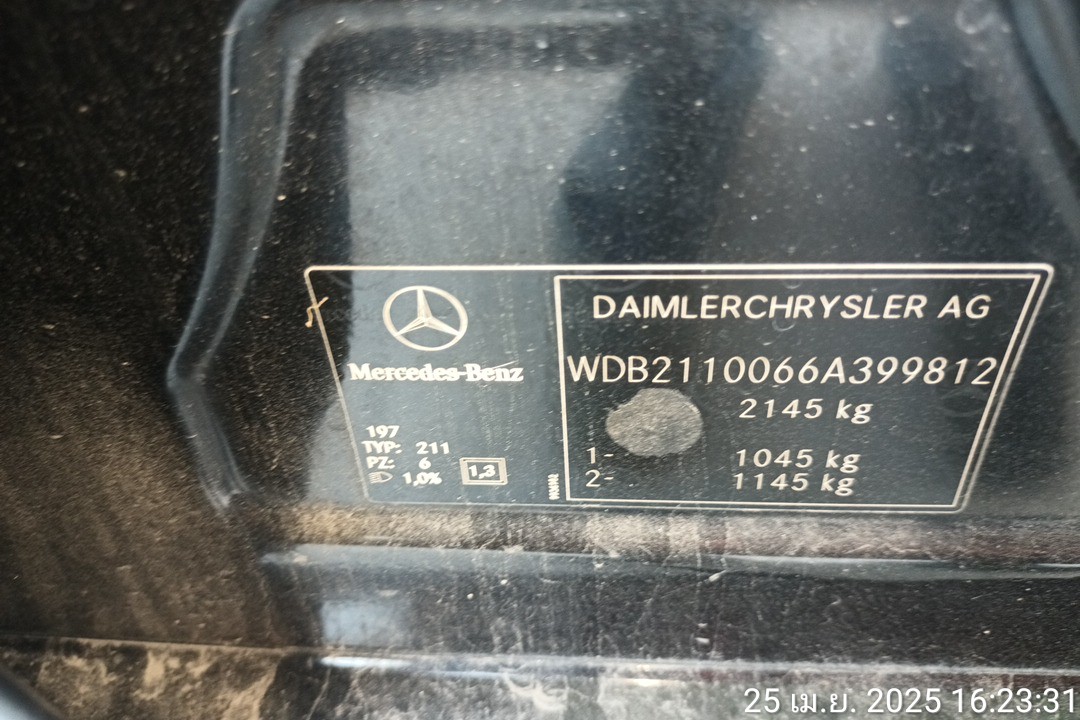 Mercedes-Benz
197
TYP: 211
PZ: 6
1,0%
1,3
DAIMLERCHRYSLER AG
WDB2110066A399812
2145 kg
1- 1045 kg
2- 1145 kg
25 เม.ย. 2025 16:23:31